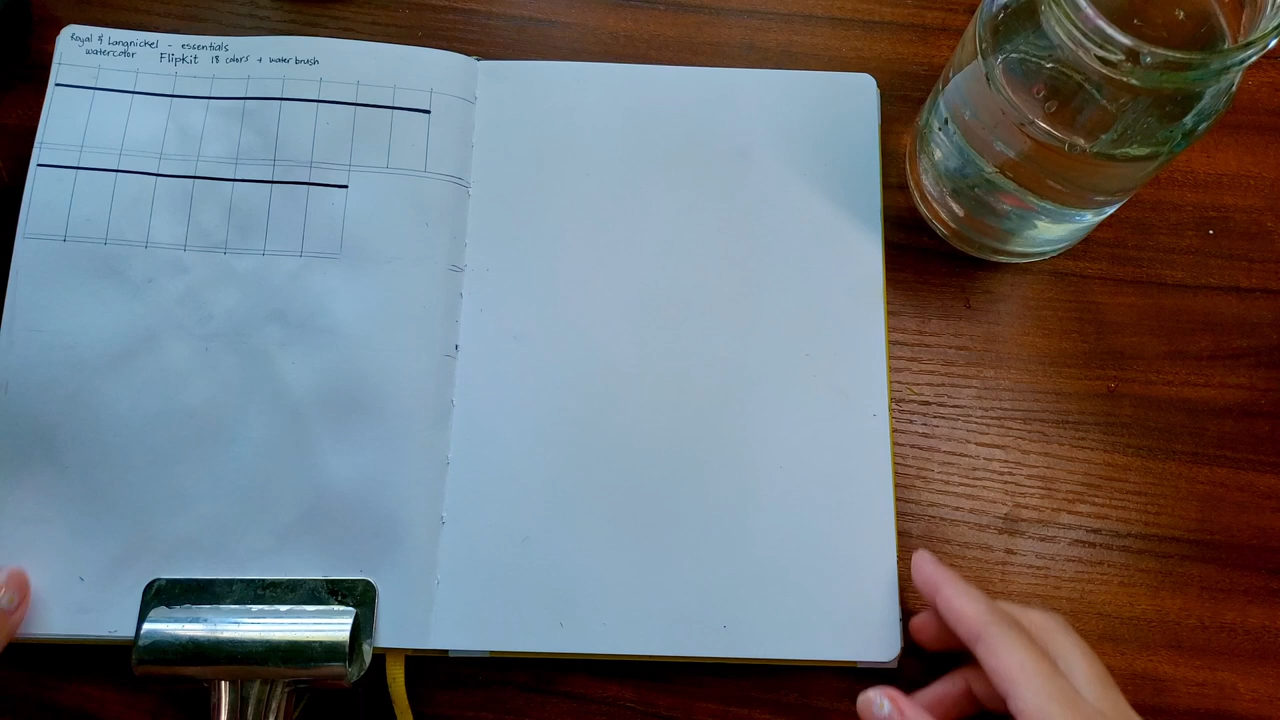 Royal & Langnickel - essentials
watercolor Flipkit 18 colors + water brush